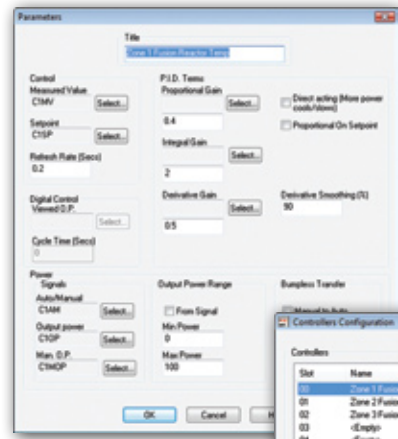 Parameters
Title
Zone 1 Fusion Reactor Temp
Control
Measured Value
C1MV
Select...
Setpoint
C1SP
Select...
Refresh Rate (Secs)
0.2
P.I.D. Terms
Proportional Gain
Select...
0.4
Integral Gain
Select...
2
Derivative Gain
Select...
0.5
Direct acting (More power cools/slows)
Proportional On Setpoint
Derivative Smoothing (%)
90
Digital Control
Viewed O.P.
Select...
Cycle Time (Secs)
0
Power
Signals
Auto/Manual
C1AM
Select...
Output power
C1OP
Select...
Man. O.P.
C1MOP
Select...
Output Power Range
From Signal
Min Power
0
Max Power
100
Bumpless Transfer
Manual to Auto
OK
Cancel
H
Controllers Configuration
Controllers
Slot Name
00 Zone 1 Fusio
01 Zone 2 Fusio
02 Zone 3 Fusio
03 <Empty>